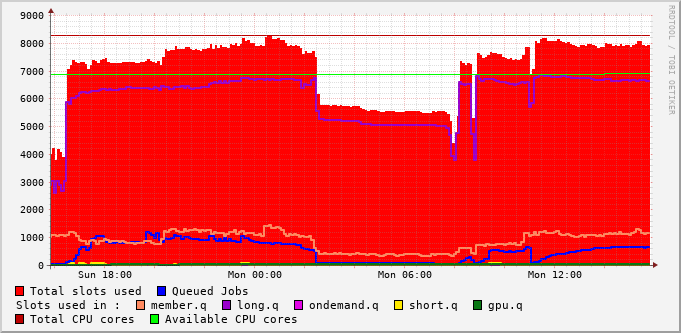 9000
8000
7000
6000
5000
4000
3000
2000
1000
0
Sun 18:00 Mon 00:00 Mon 06:00 Mon 12:00
RRDTOOL / TOBI OETIKER
Total slots used Queued Jobs
Slots used in : member.q long.q ondemand.q short.q gpu.q
Total CPU cores Available CPU cores